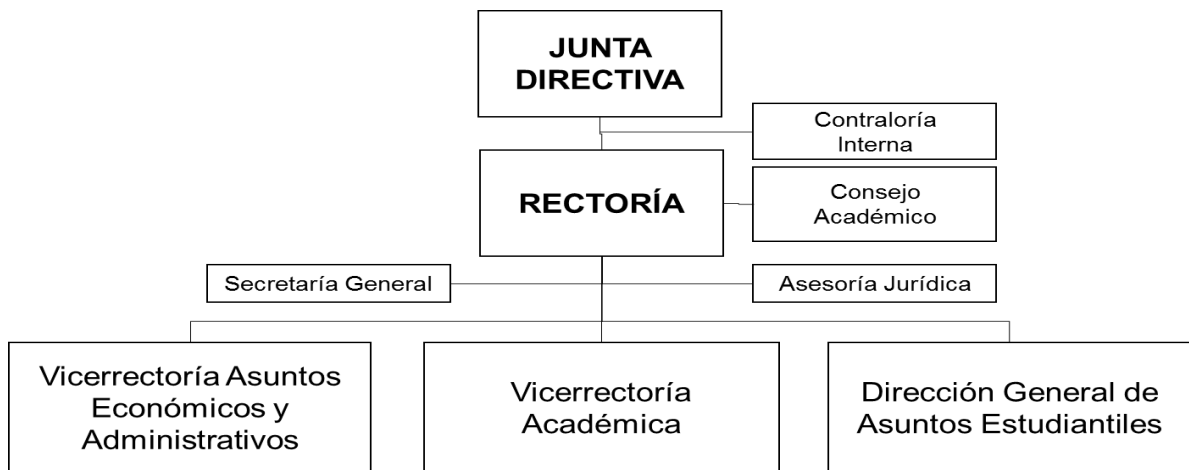 JUNTA
DIRECTIVA
Contraloría
Interna
RECTORÍA
Consejo
Académico
Secretaría General
Asesoría Jurídica
Vicerrectoría Asuntos
Económicos y
Administrativos
Vicerrectoría
Académica
Dirección General de
Asuntos Estudiantiles